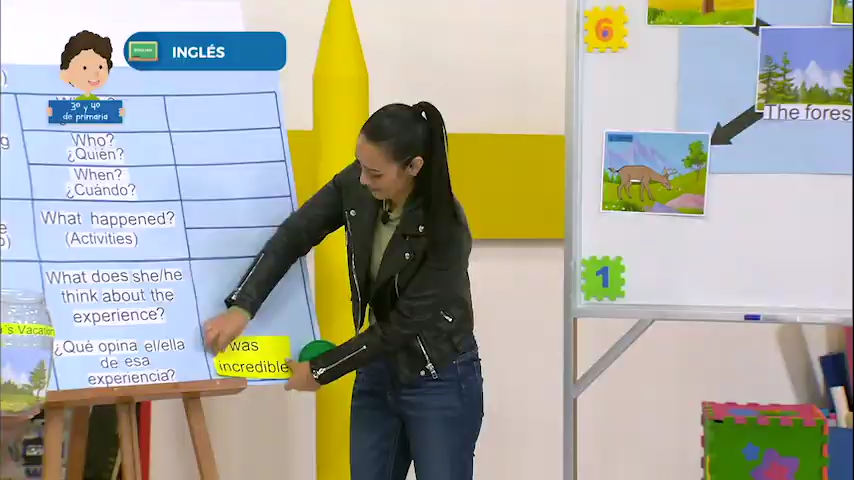 INGLÉS
3º y 4º
de primaria
Who?
¿Quién?
When?
¿Cuándo?
What happened?
(Activities)
What does she/he
think about the
experience?
¿Qué opina el/ella
de esa
experiencia?
was
incredible
's Vacation
6
The fores
1